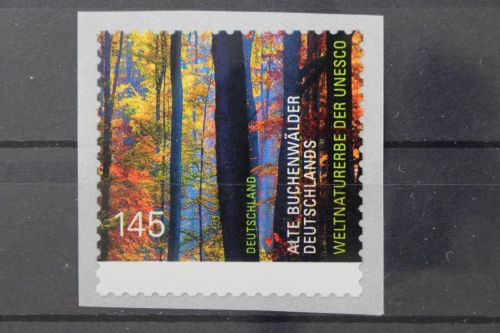 145
DEUTSCHLAND
ALTE BUCHENWÄLDER
DEUTSCHLANDS
WELTNATURERBE DER UNESCO